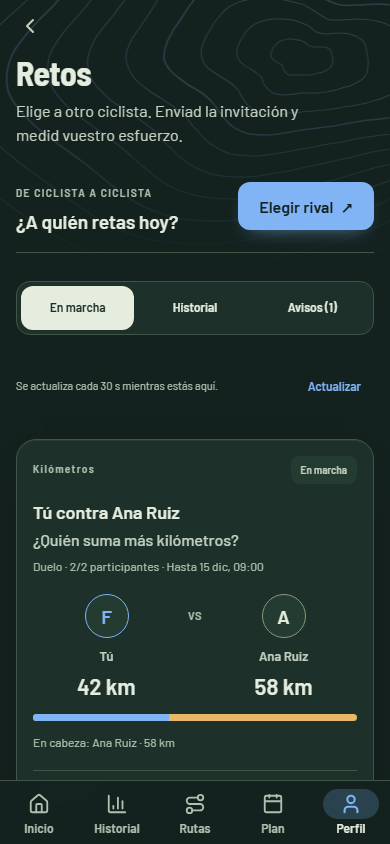 Retos
Elige a otro ciclista. Enviad la invitación y
medid vuestro esfuerzo.
DE CICLISTA A CICLISTA
¿A quién retas hoy?
Elegir rival ↗
En marcha
Historial
Avisos (1)
Se actualiza cada 30 s mientras estás aquí.
Actualizar
Kilómetros
En marcha
Tú contra Ana Ruiz
¿Quién suma más kilómetros?
Duelo · 2/2 participantes · Hasta 15 dic, 09:00
F
VS
A
Tú
Ana Ruiz
42 km
58 km
En cabeza: Ana Ruiz · 58 km
Inicio
Historial
Rutas
Plan
Perfil